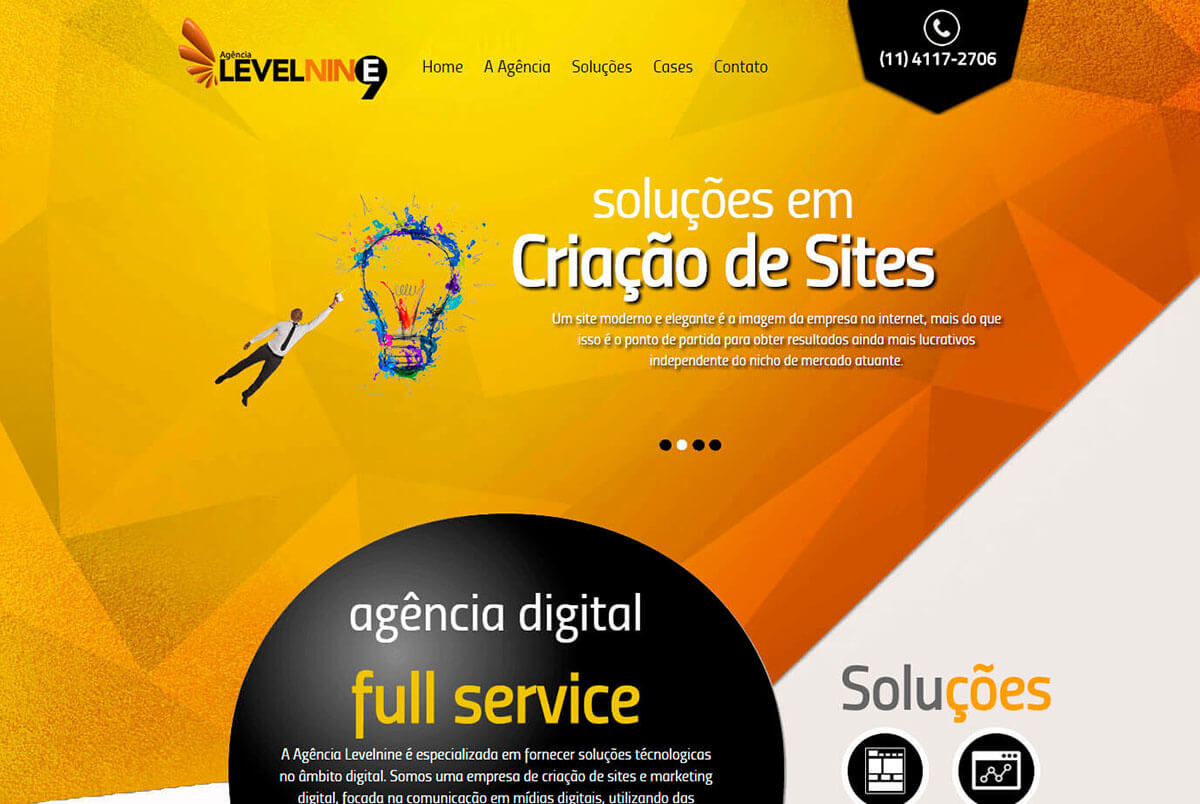 Agência
LEVELNINE9
Home A Agência Soluções Cases Contato
(11) 4117-2706
soluções em
Criação de Sites
Um site moderno e elegante é a imagem da empresa na internet, mais do que
isso é o ponto de partida para obter resultados ainda mais lucrativos
independente do nicho de mercado atuante.
agência digital
full service
A Agência Levelnine é especializada em fornecer soluções técnologicas
no âmbito digital. Somos uma empresa de criação de sites e marketing
digital, focada na comunicação em mídias digitais, utilizando das
Soluções